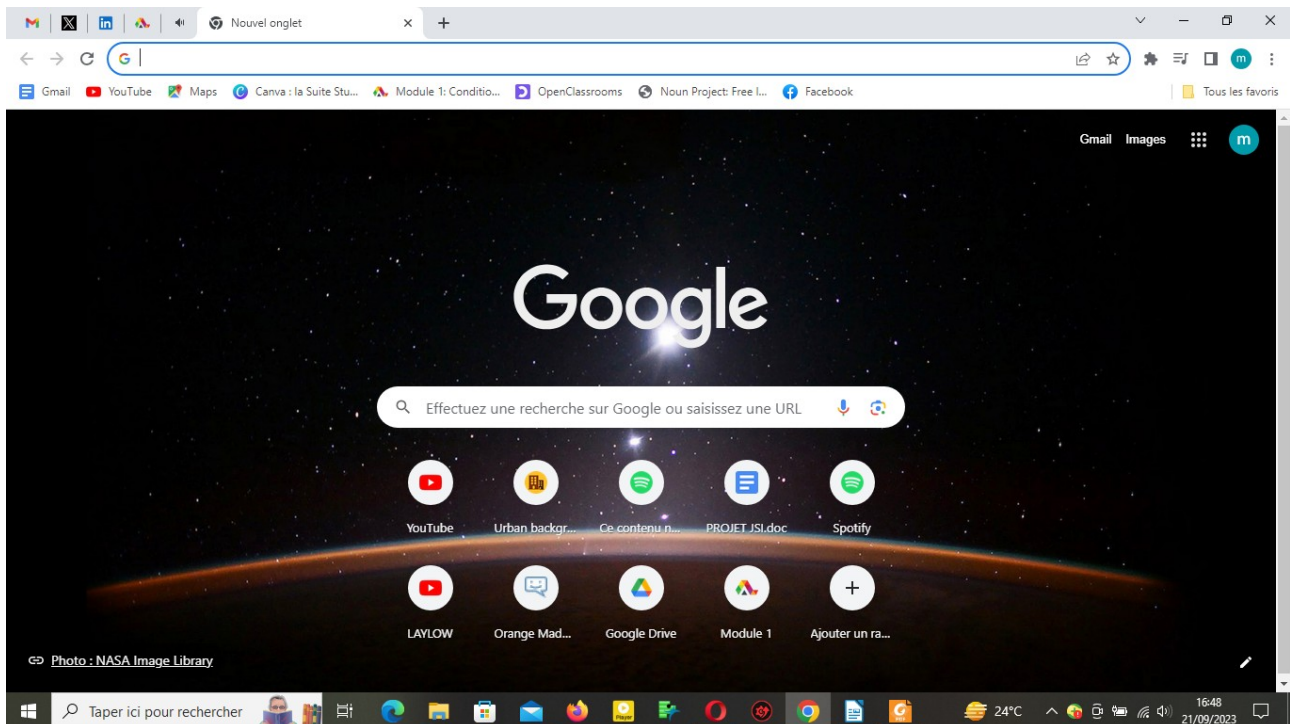 Nouvel onglet
Gmail YouTube Maps Canva : la Suite Stu... Module 1: Conditio... OpenClassrooms Noun Project: Free I... Facebook Tous les favoris
Gmail Images m
Google
Effectuez une recherche sur Google ou saisissez une URL
YouTube Urban backgr... Ce contenu n... PROJET JSI.doc Spotify
LAYLOW Orange Mad... Google Drive Module 1 Ajouter un ra...
Photo : NASA Image Library
Taper ici pour rechercher 24°C 16:48
21/09/2023